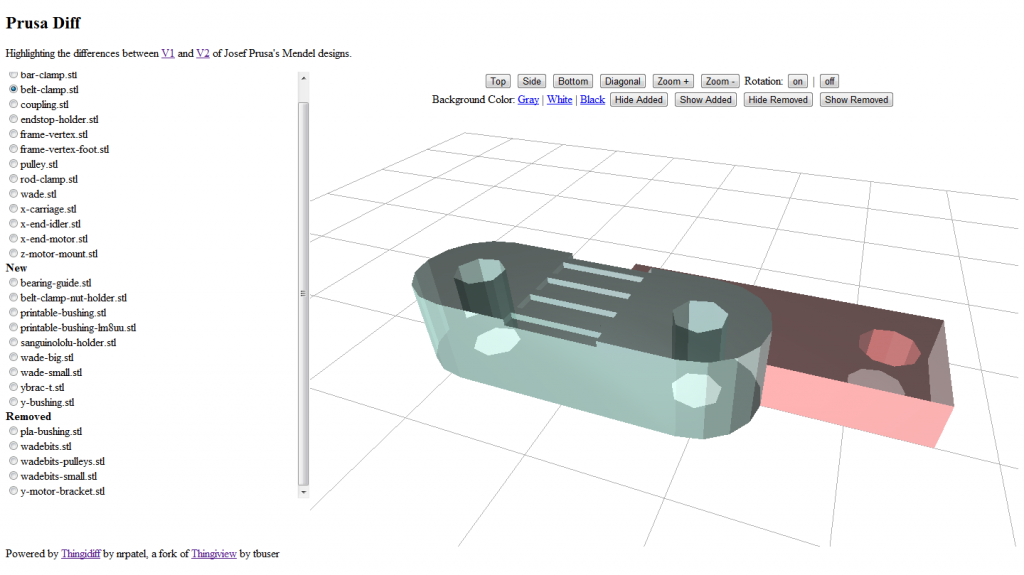 Prusa Diff
Highlighting the differences between V1 and V2 of Josef Prusa's Mendel designs.
bar-clamp.stl
belt-clamp.stl
coupling.stl
endstop-holder.stl
frame-vertex.stl
frame-vertex-foot.stl
pulley.stl
rod-clamp.stl
wade.stl
x-carriage.stl
x-end-idler.stl
x-end-motor.stl
z-motor-mount.stl
New
bearing-guide.stl
belt-clamp-nut-holder.stl
printable-bushing.stl
printable-bushing-lm8uu.stl
sanguinololu-holder.stl
wade-big.stl
wade-small.stl
ybrac-t.stl
y-bushing.stl
Removed
pla-bushing.stl
wadebits.stl
wadebits-pulleys.stl
wadebits-small.stl
y-motor-bracket.stl
Top Side Bottom Diagonal Zoom + Zoom - Rotation: on | off
Background Color: Gray | White | Black Hide Added Show Added Hide Removed Show Removed
Powered by Thingidiff by nrpatel, a fork of Thingiview by tbuser